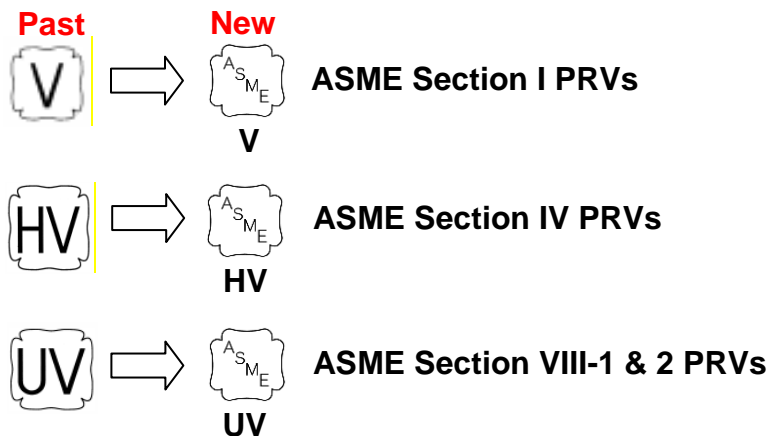 Past New
V ASME ASME Section I PRVs
V
HV ASME ASME Section IV PRVs
HV
UV ASME ASME Section VIII-1 & 2 PRVs
UV